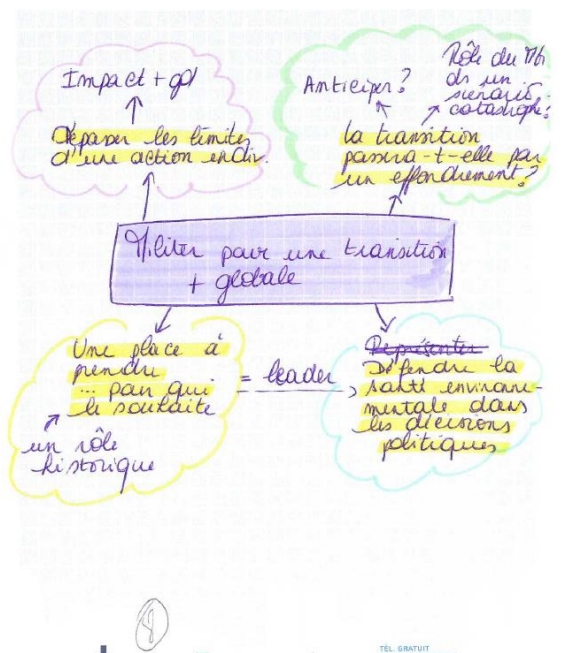 Impact + gd
Dépasser les limites
d'une action indiv.
Anticiper ?
Rôle du
ds un
scénario
catastrophe ?
la transition
passera-t-elle par
un effondrement ?
Militer pour une transition
+ globale
Une place à
prendre
... par qui
le souhaite
un rôle
historique
= leader
Représenter
Défendre la
santé environne-
mentale dans
les décisions
politiques
TÉL. GRATUIT